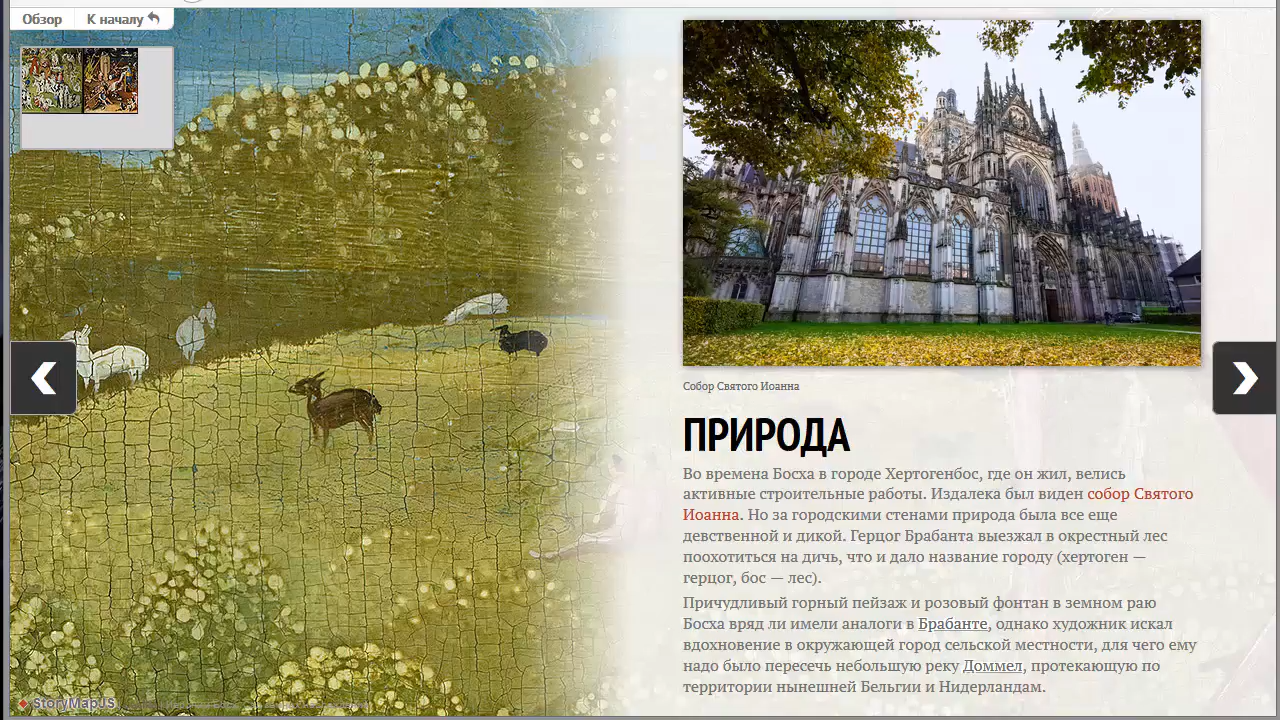 Обзор К началу
Собор Святого Иоанна
ПРИРОДА
Во времена Босха в городе Хертогенбос, где он жил, велись
активные строительные работы. Издалека был виден собор Святого
Иоанна. Но за городскими стенами природа была все еще
девственной и дикой. Герцог Брабанта выезжал в окрестный лес
поохотиться на дичь, что и дало название городу (хертоген —
герцог, бос — лес).
Причудливый горный пейзаж и розовый фонтан в земном раю
Босха вряд ли имели аналоги в Брабанте, однако художник искал
вдохновение в окружающей город сельской местности, для чего ему
надо было пересечь небольшую реку Доммел, протекающую по
территории нынешней Бельгии и Нидерландам.
StoryMapJS